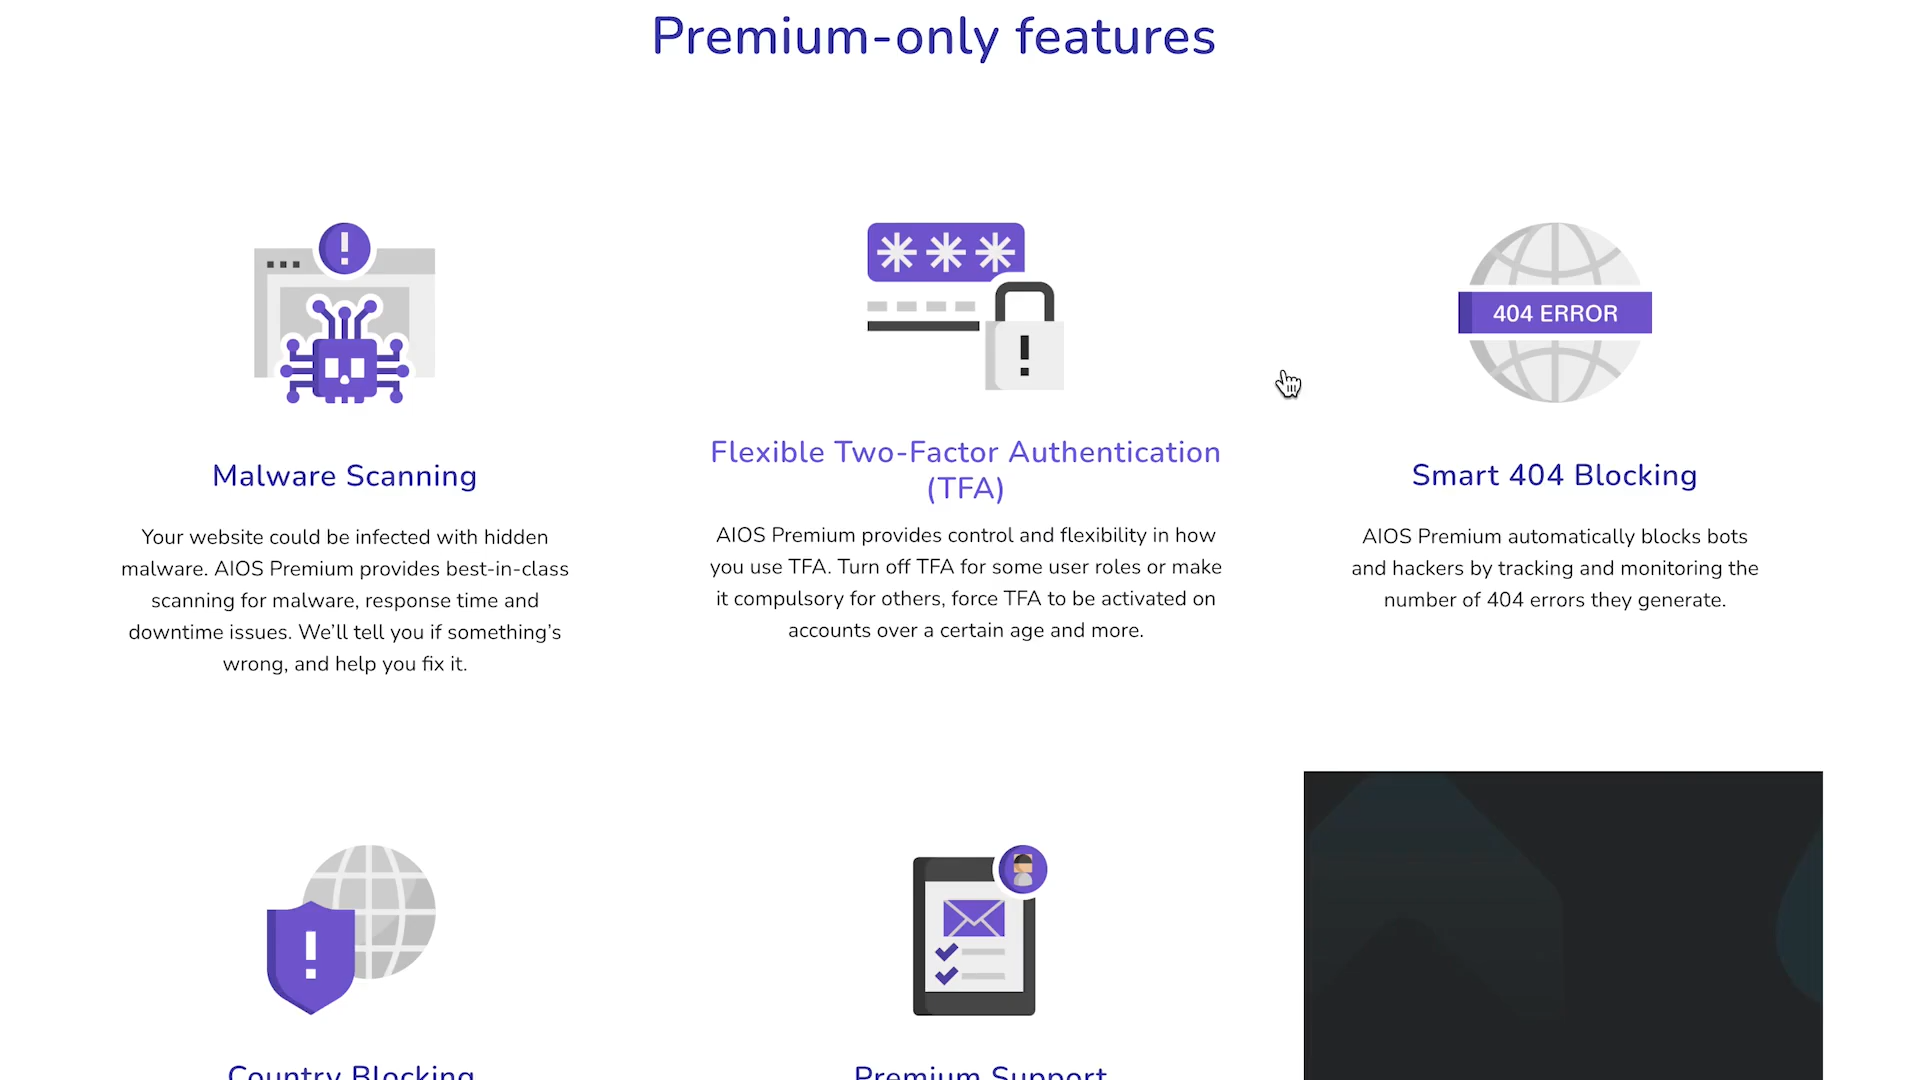 Premium-only features
404 ERROR
Malware Scanning
Your website could be infected with hidden
malware. AIOS Premium provides best-in-class
scanning for malware, response time and
downtime issues. We’ll tell you if something’s
wrong, and help you fix it.
Flexible Two-Factor Authentication
(TFA)
AIOS Premium provides control and flexibility in how
you use TFA. Turn off TFA for some user roles or make
it compulsory for others, force TFA to be activated on
accounts over a certain age and more.
Smart 404 Blocking
AIOS Premium automatically blocks bots
and hackers by tracking and monitoring the
number of 404 errors they generate.
Country Blocking
Premium Support